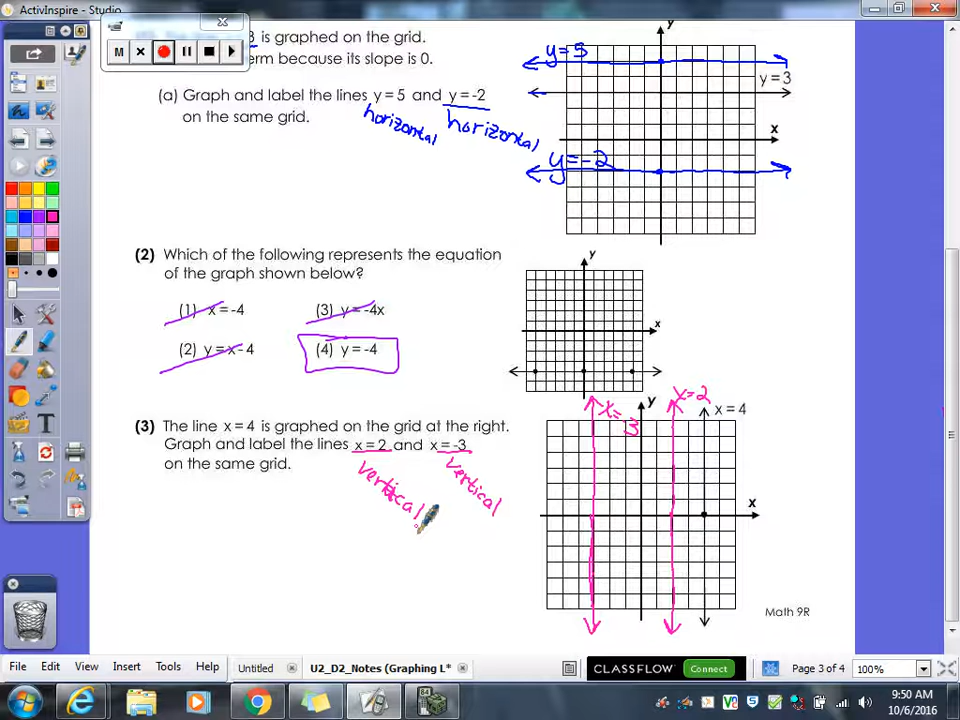 ActivInspire - Studio
3 is graphed on the grid.
rm because its slope is 0.
(a) Graph and label the lines y = 5 and y = -2
on the same grid.
horizontal
horizontal
y
y=5
y = 3
x
y=-2
(2) Which of the following represents the equation
of the graph shown below?
(1) x = -4
(3) y = -4x
(2) y = x - 4
(4) y = -4
y
x
(3) The line x = 4 is graphed on the grid at the right.
Graph and label the lines x = 2 and x = -3
on the same grid.
vertical
vertical
x=-3
y
x=2
x = 4
x
Math 9R
File Edit View Insert Tools Help
Untitled
U2_D2_Notes (Graphing L*
CLASSFLOW Connect
Page 3 of 4
100%
9:50 AM
10/6/2016